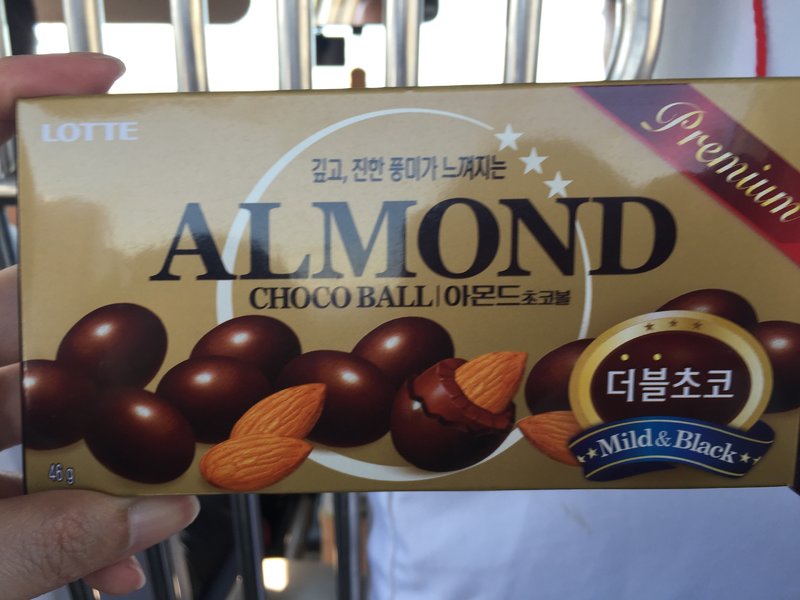 LOTTE
Premium
깊고, 진한 풍미가 느껴지는
ALMOND
CHOCO BALL | 아몬드 초코볼
더블초코
Mild & Black
46 g